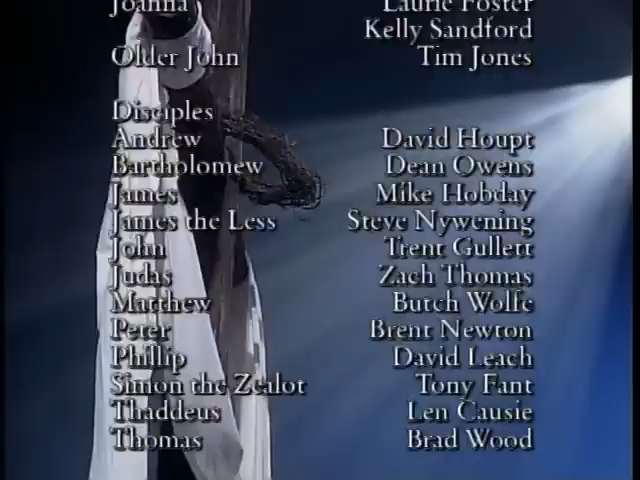 Joanna Laurie Foster
Kelly Sandford
Older John Tim Jones
Disciples
Andrew David Houpt
Bartholomew Dean Owens
James Mike Hobday
James the Less Steve Nywening
John Trent Gullett
Judas Zach Thomas
Matthew Butch Wolfe
Peter Brent Newton
Phillip David Leach
Simon the Zealot Tony Fant
Thaddeus Len Causie
Thomas Brad Wood